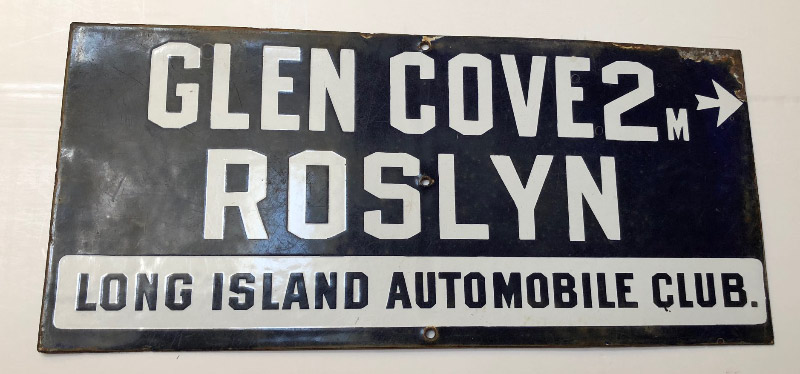 GLEN COVE 2 M
ROSLYN
LONG ISLAND AUTOMOBILE CLUB.